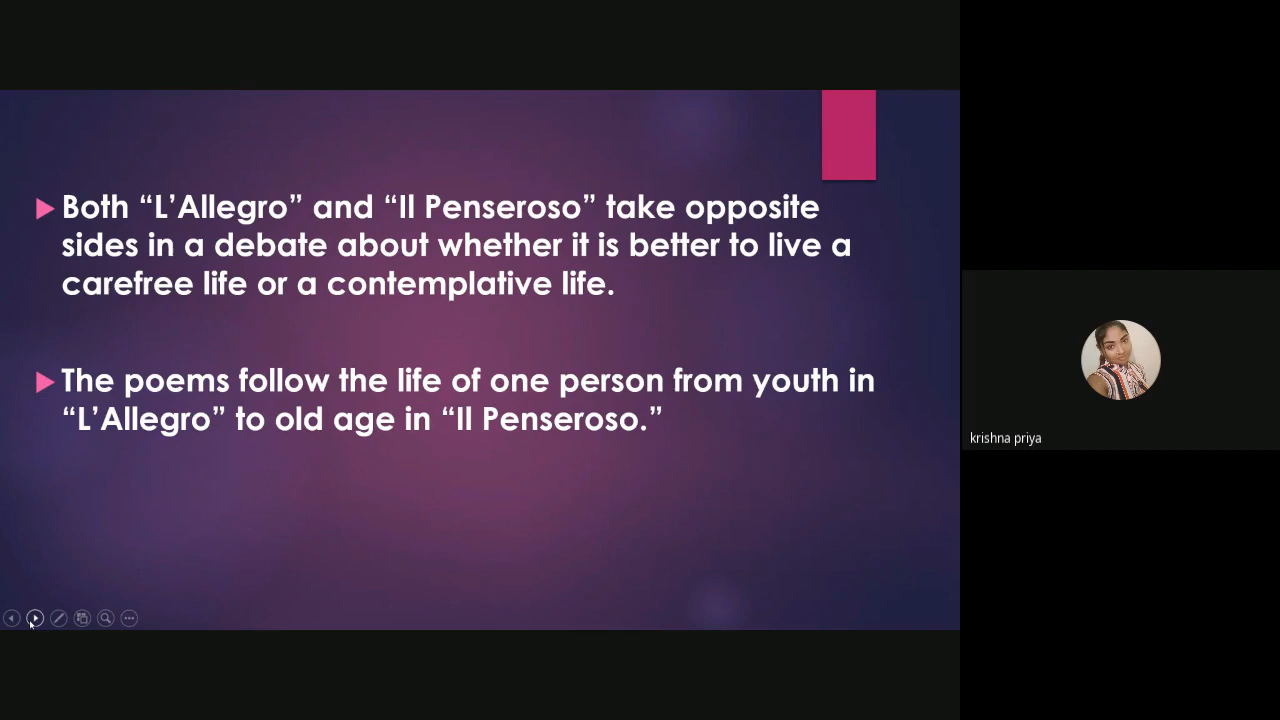 Both “L’Allegro” and “Il Penseroso” take opposite
sides in a debate about whether it is better to live a
carefree life or a contemplative life.
The poems follow the life of one person from youth in
“L’Allegro” to old age in “Il Penseroso.”
krishna priya